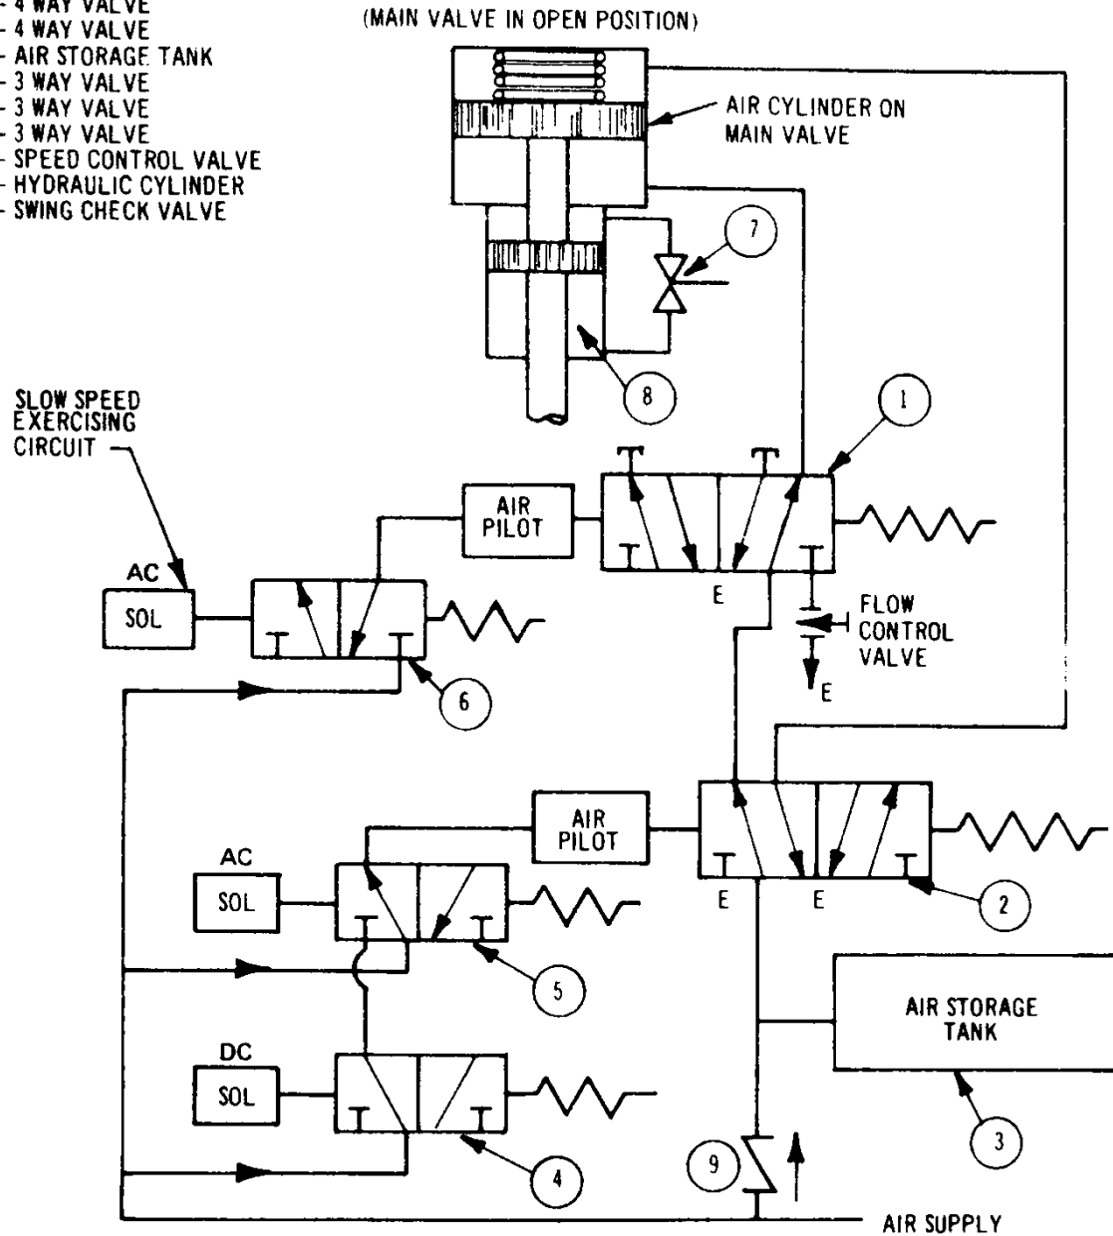 - 4 WAY VALVE
- 4 WAY VALVE
- AIR STORAGE TANK
- 3 WAY VALVE
- 3 WAY VALVE
- 3 WAY VALVE
- SPEED CONTROL VALVE
- HYDRAULIC CYLINDER
- SWING CHECK VALVE
(MAIN VALVE IN OPEN POSITION)
AIR CYLINDER ON
MAIN VALVE
7
8
1
SLOW SPEED
EXERCISING
CIRCUIT
AIR
PILOT
AC
SOL
E
FLOW
CONTROL
VALVE
E
6
AIR
PILOT
AC
SOL
E
E
2
5
AIR STORAGE
TANK
DC
SOL
3
4
9
AIR SUPPLY